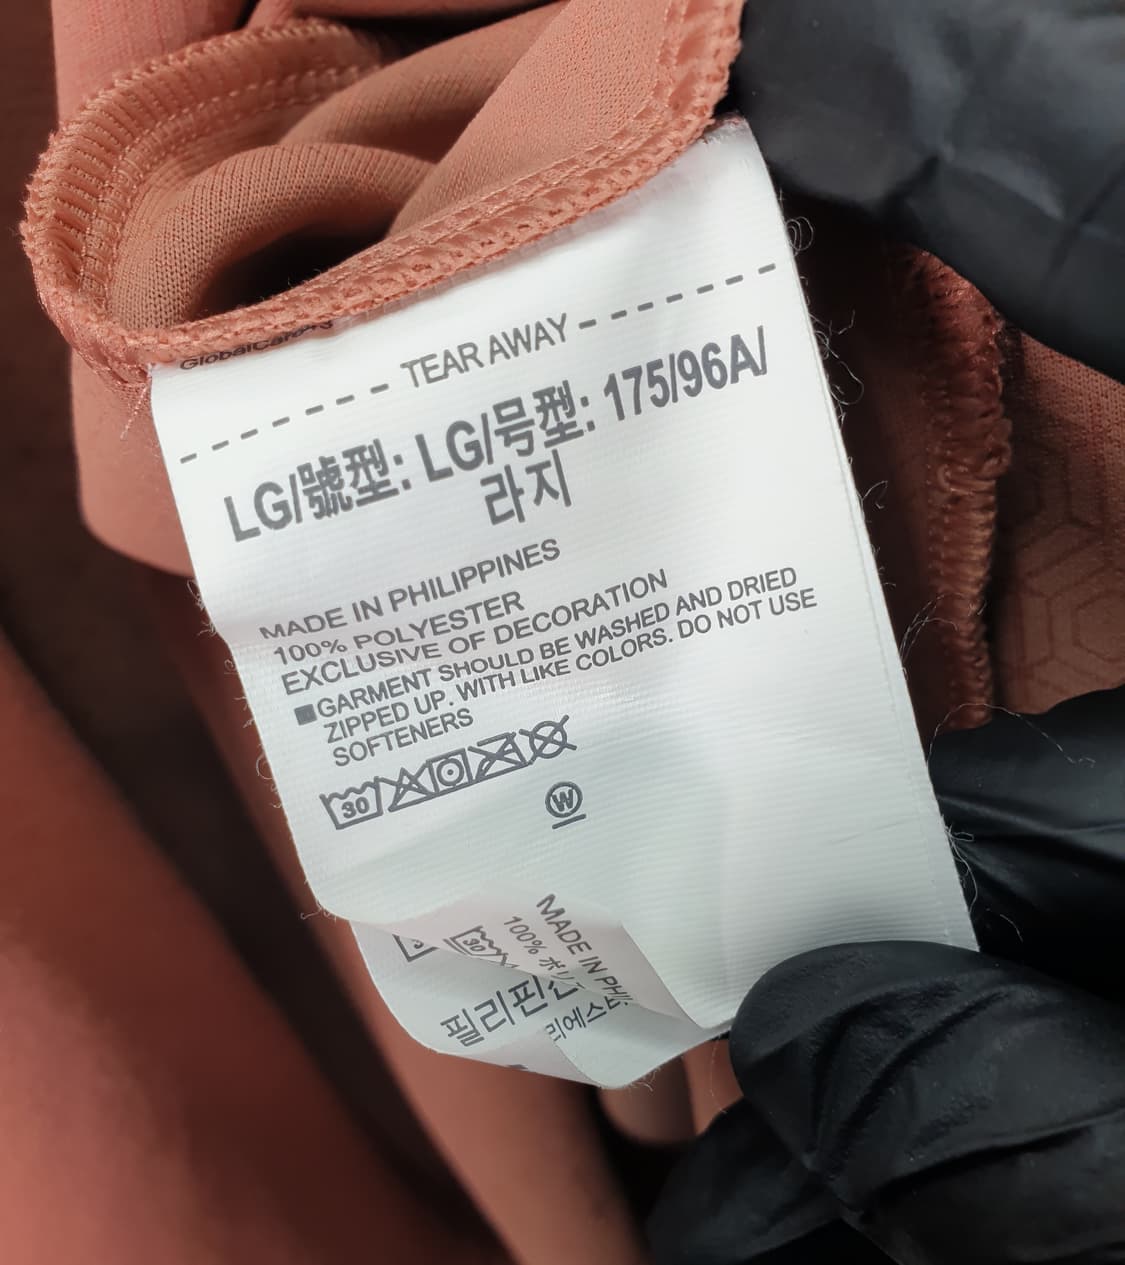 TEAR AWAY
LG/號型: LG/号型: 175/96A/
라지
MADE IN PHILIPPINES
100% POLYESTER
EXCLUSIVE OF DECORATION
■GARMENT SHOULD BE WASHED AND DRIED
ZIPPED UP. WITH LIKE COLORS. DO NOT USE
SOFTENERS
30
W
MADE IN
100%
30
필리핀